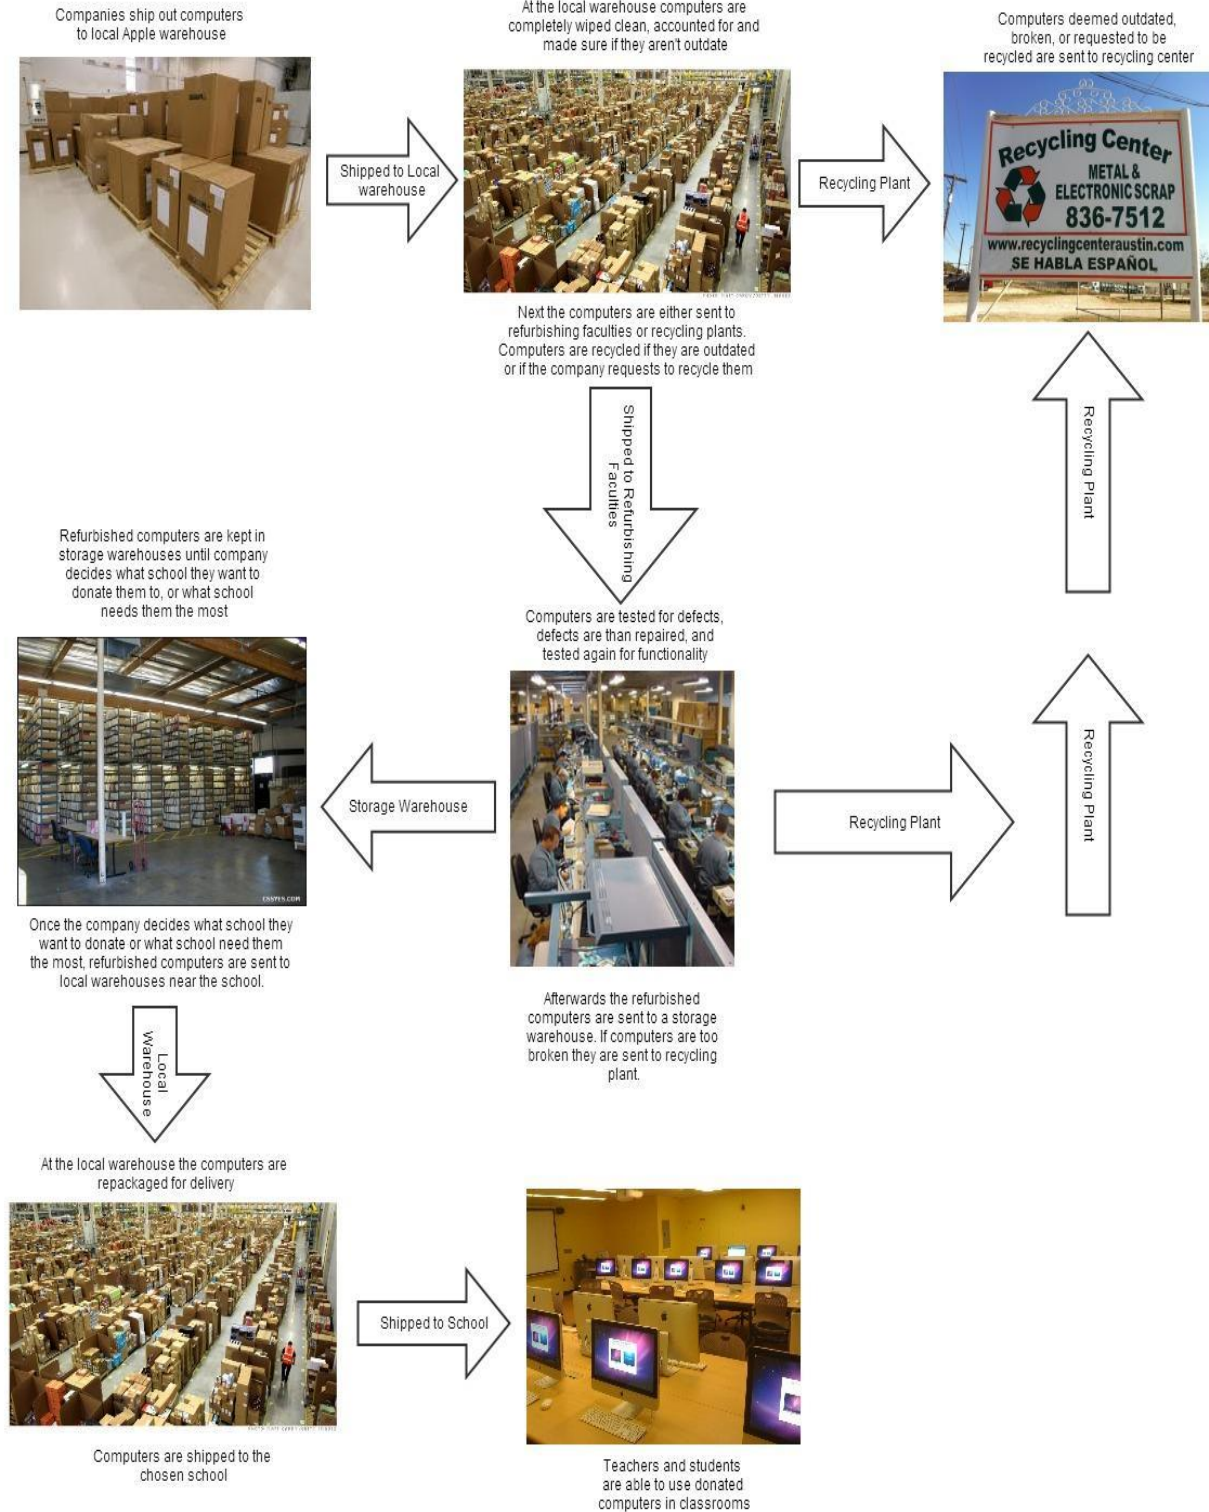 Companies ship out computers
to local Apple warehouse
At the local warehouse computers are
completely wiped clean, accounted for and
made sure if they aren't outdate
Computers deemed outdated,
broken, or requested to be
recycled are sent to recycling center
Shipped to Local
warehouse
Recycling Plant
Recycling Center
METAL &
ELECTRONIC SCRAP
836-7512
www.recyclingcenteraustin.com
SE HABLA ESPAÑOL
Next the computers are either sent to
refurbishing faculties or recycling plants.
Computers are recycled if they are outdated
or if the company requests to recycle them
Shipped to Refurbishing
Faculties
Recycling Plant
Refurbished computers are kept in
storage warehouses until company
decides what school they want to
donate them to, or what school
needs them the most
Computers are tested for defects,
defects are than repaired, and
tested again for functionality
Storage Warehouse
Recycling Plant
Recycling Plant
Once the company decides what school they
want to donate or what school need them
the most, refurbished computers are sent to
local warehouses near the school.
Afterwards the refurbished
computers are sent to a storage
warehouse. If computers are too
broken they are sent to recycling
plant.
Local
Warehouse
At the local warehouse the computers are
repackaged for delivery
Shipped to School
Computers are shipped to the
chosen school
Teachers and students
are able to use donated
computers in classrooms